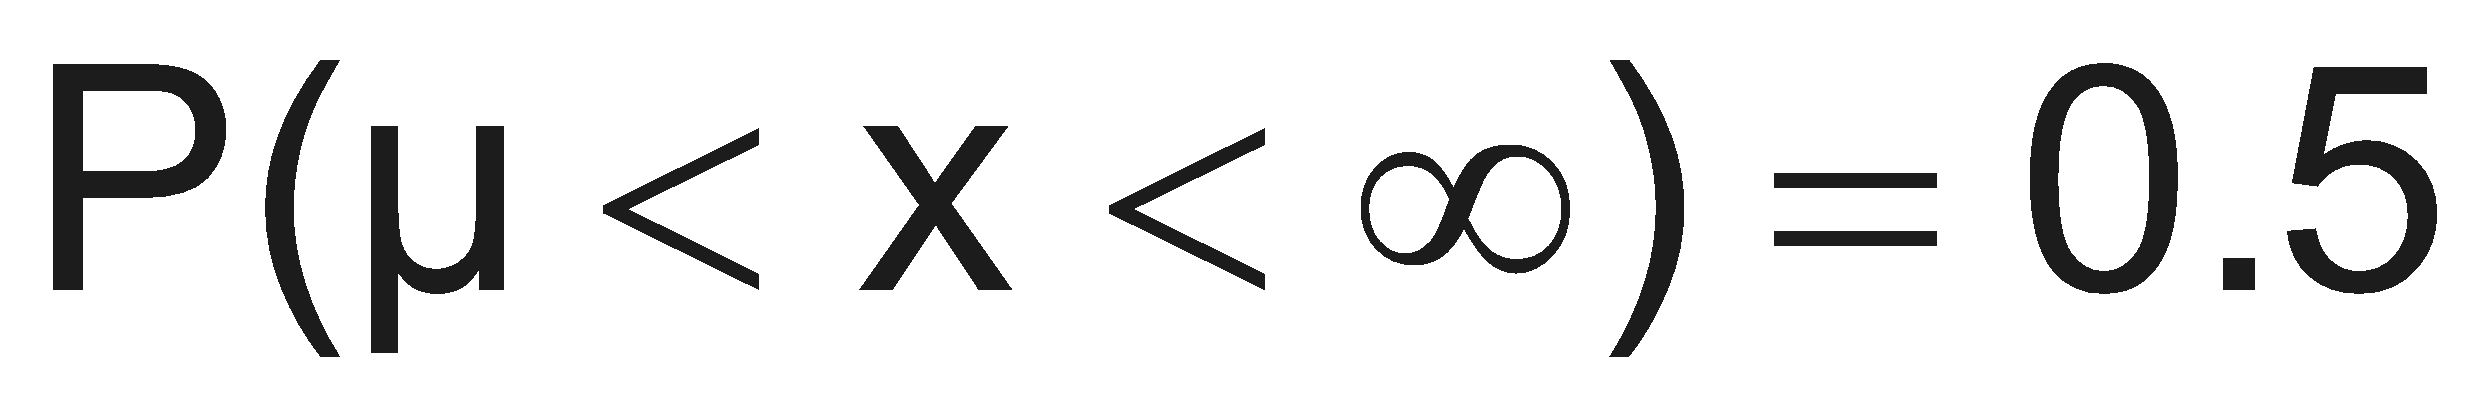 P(μ < x < ∞) = 0.5